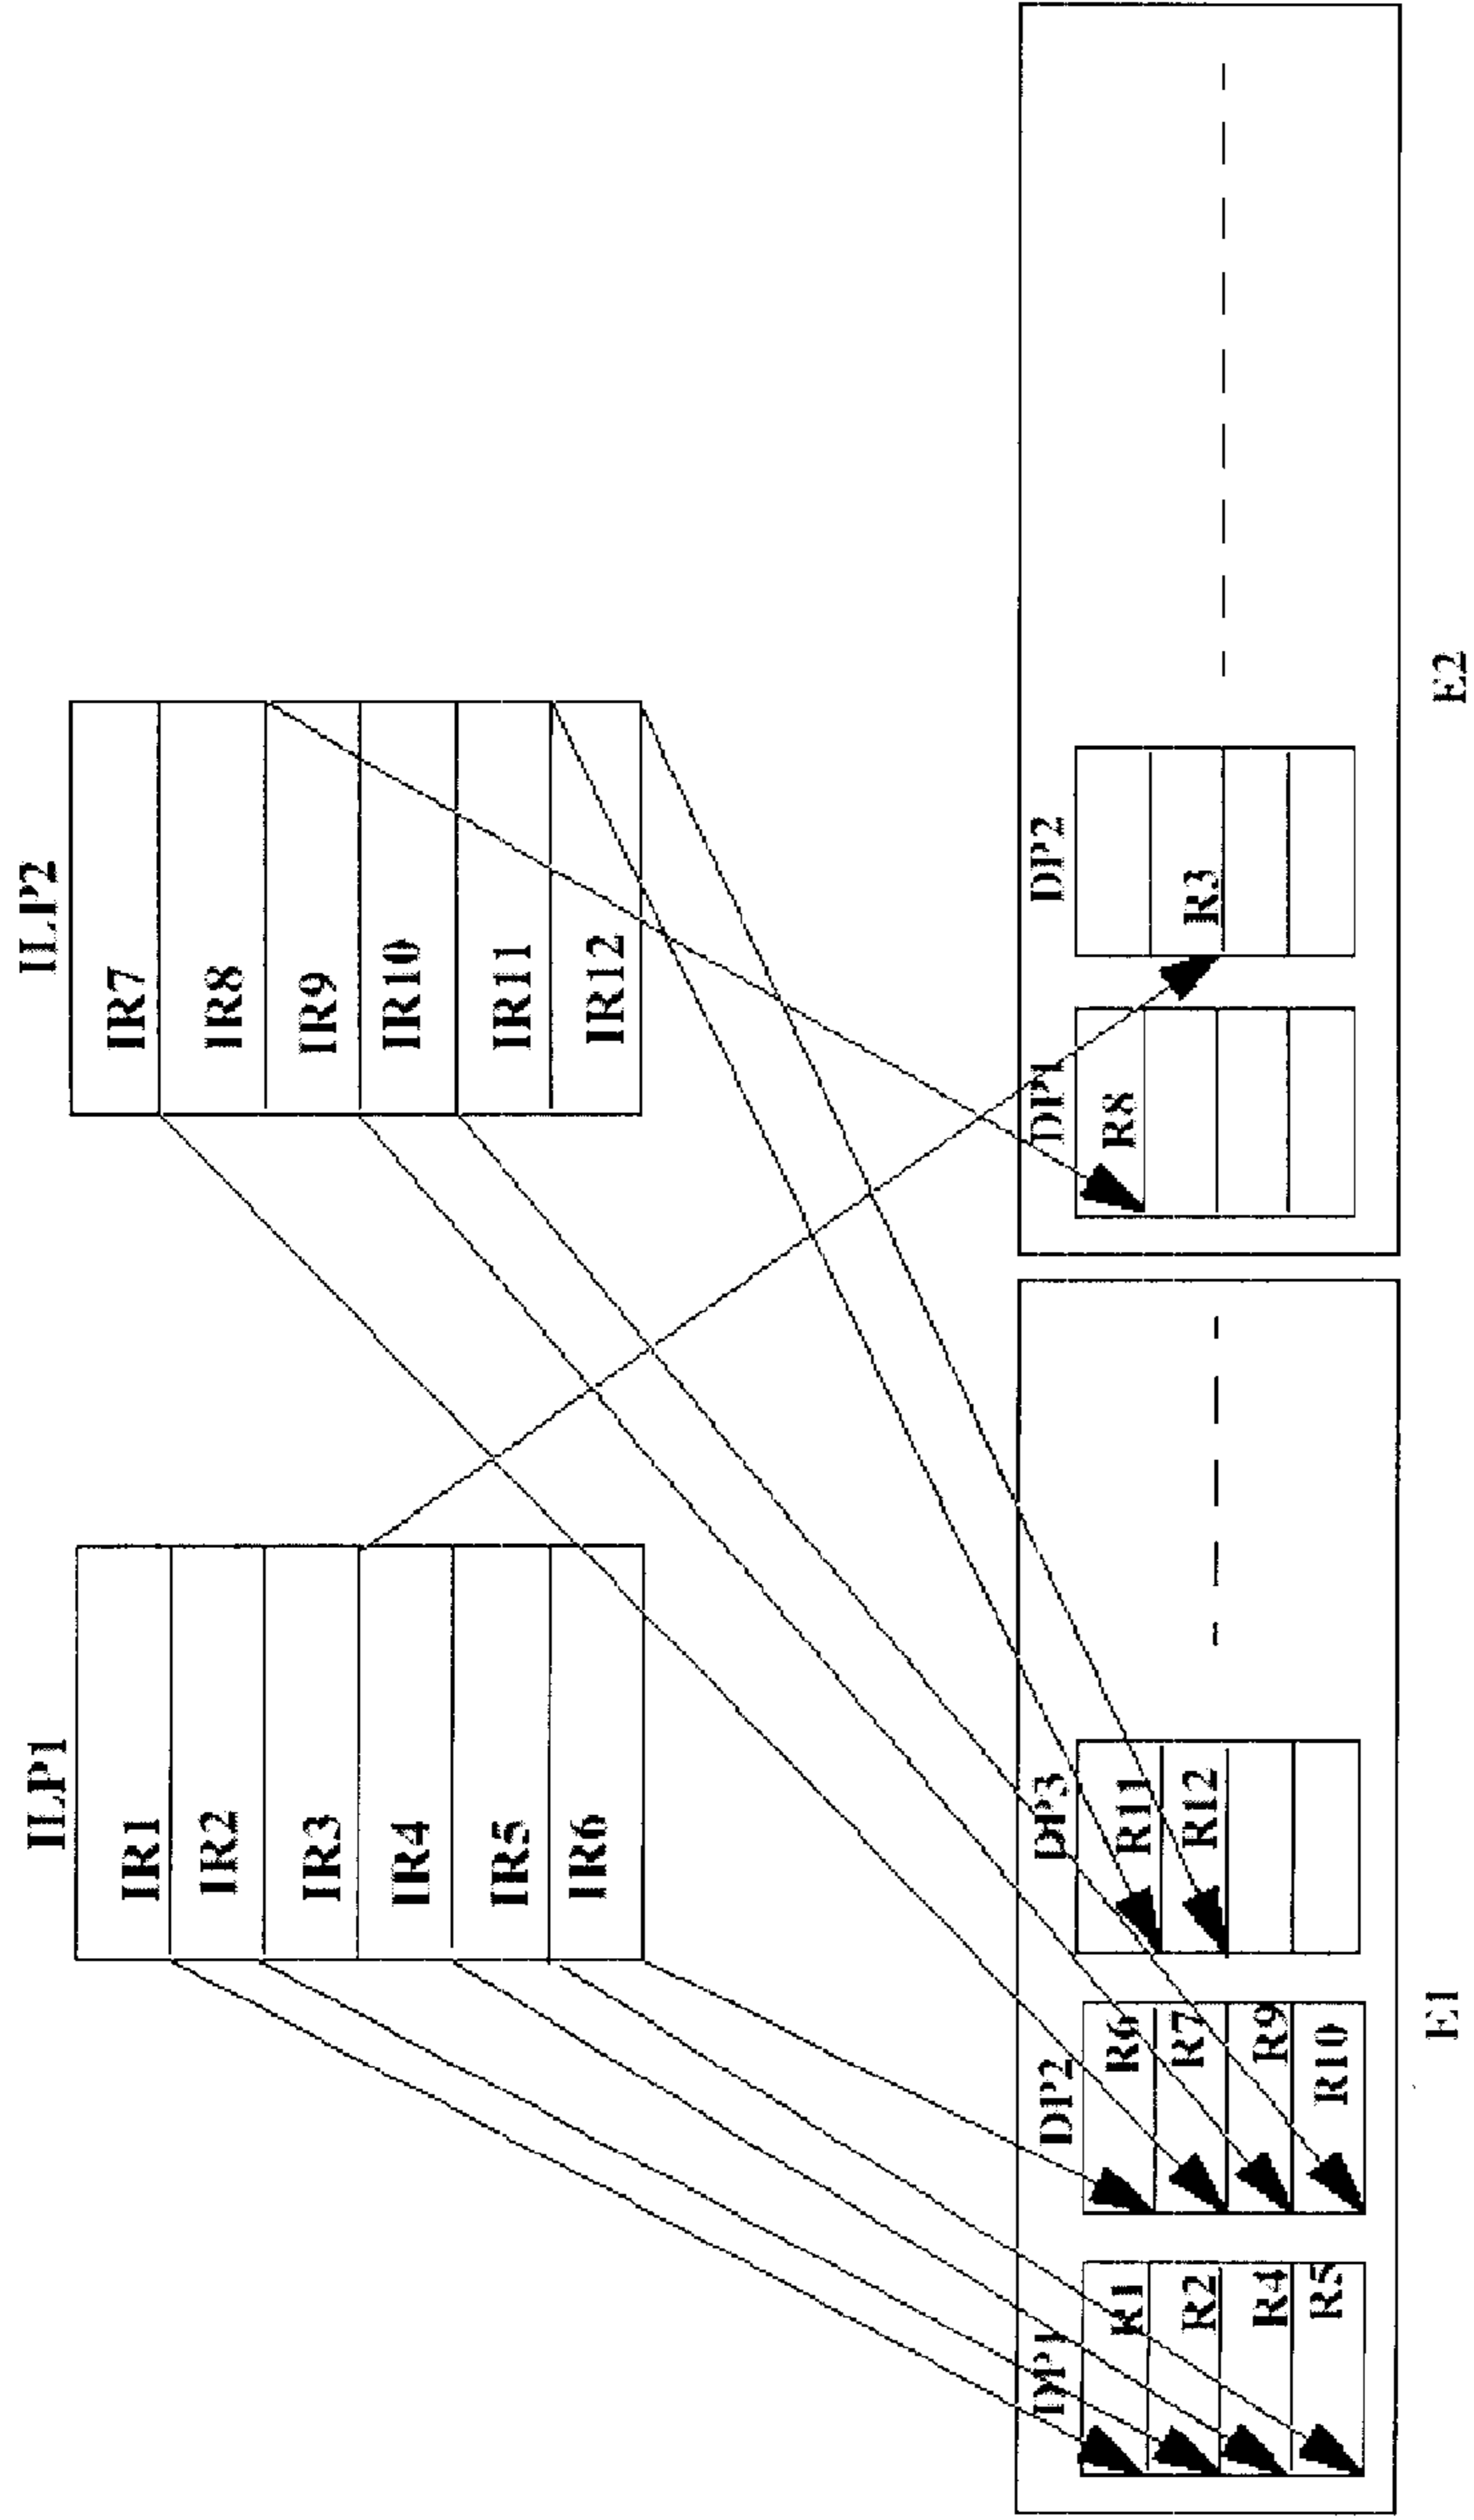 ILP1
IR1
IR2
IR3
IR4
IR5
IR6
ILP2
IR7
IR8
IR9
IR10
IR11
IR12
DP1
R1
R2
R4
R5
DP2
R6
R7
R9
R10
DP3
R11
R12
E1
DP1
R8
DP2
R3
E2